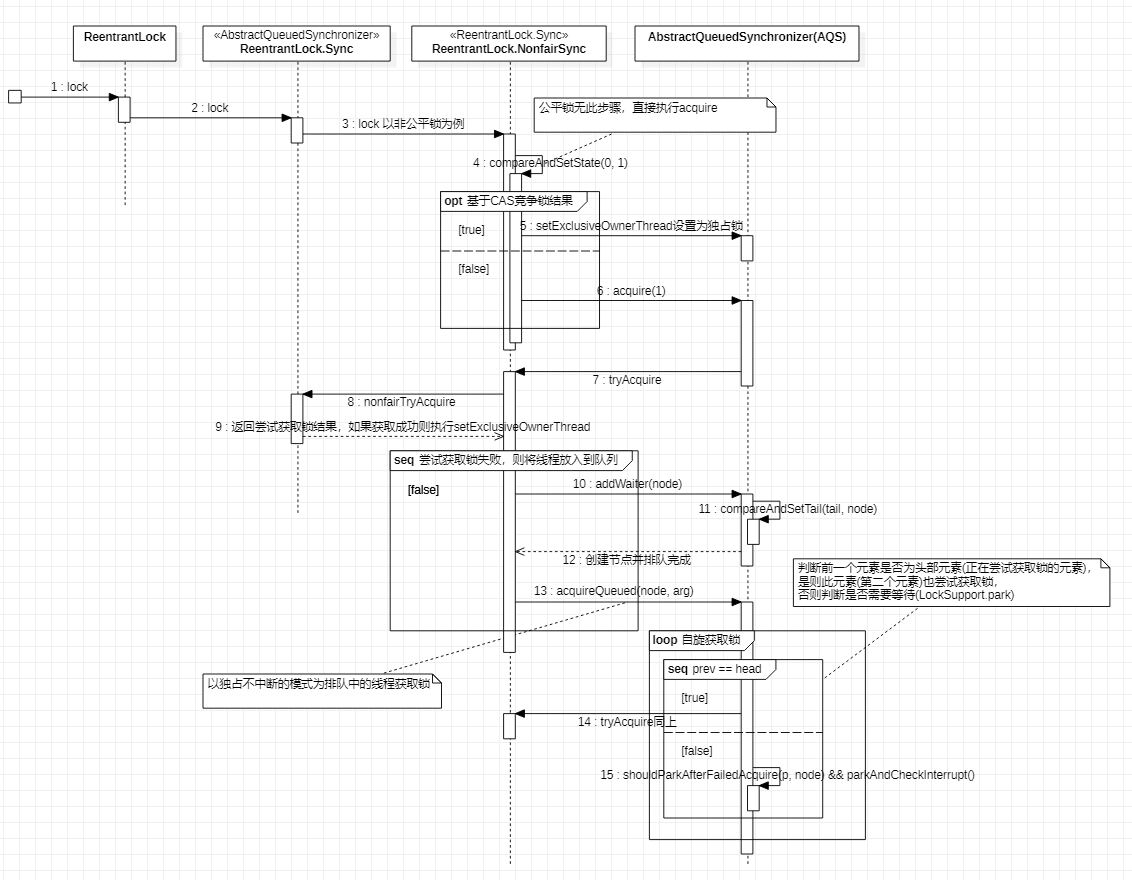 ReentrantLock
«AbstractQueuedSynchronizer»
ReentrantLock.Sync
«ReentrantLock.Sync»
ReentrantLock.NonfairSync
AbstractQueuedSynchronizer(AQS)
1 : lock
2 : lock
公平锁无此步骤，直接执行acquire
3 : lock 以非公平锁为例
4 : compareAndSetState(0, 1)
opt 基于CAS竞争锁结果
[true]
5 : setExclusiveOwnerThread设置为独占锁
[false]
6 : acquire(1)
7 : tryAcquire
8 : nonfairTryAcquire
9 : 返回尝试获取锁结果，如果获取成功则执行setExclusiveOwnerThread
seq 尝试获取锁失败，则将线程放入到队列
[false]
10 : addWaiter(node)
11 : compareAndSetTail(tail, node)
12 : 创建节点并排队完成
判断前一个元素是否为头部元素(正在尝试获取锁的元素)，
是则此元素(第二个元素)也尝试获取锁，
否则判断是否需要等待(LockSupport.park)
13 : acquireQueued(node, arg)
loop 自旋获取锁
seq prev == head
以独占不中断的模式为排队中的线程获取锁
[true]
14 : tryAcquire同上
[false]
15 : shouldParkAfterFailedAcquire(p, node) && parkAndCheckInterrupt()